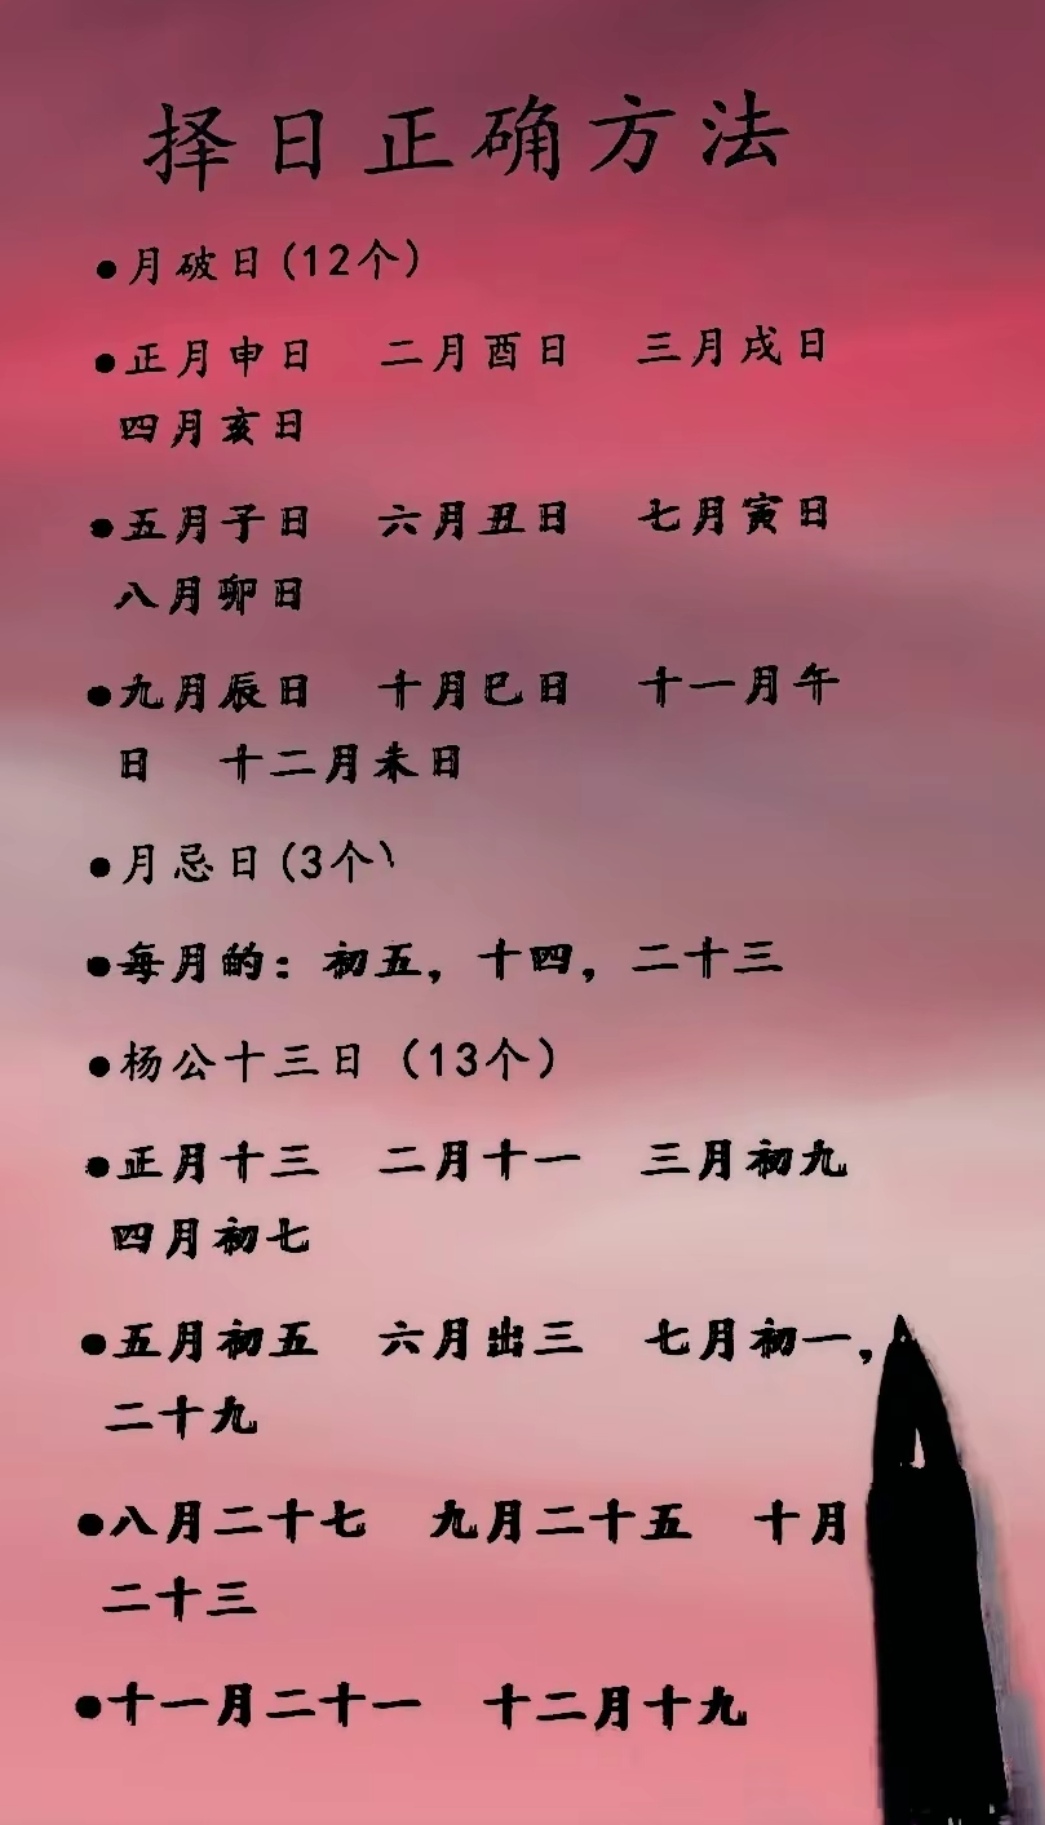 择日正确方法
●月破日(12个)
●正月申日 二月酉日 三月戌日
四月亥日
●五月子日 六月丑日 七月寅日
八月卯日
●九月辰日 十月巳日 十一月午
日 十二月未日
●月忌日(3个)
●每月的：初五，十四，二十三
●杨公十三日（13个）
●正月十三 二月十一 三月初九
四月初七
●五月初五 六月出三 七月初一，
二十九
●八月二十七 九月二十五 十月
二十三
●十一月二十一 十二月十九